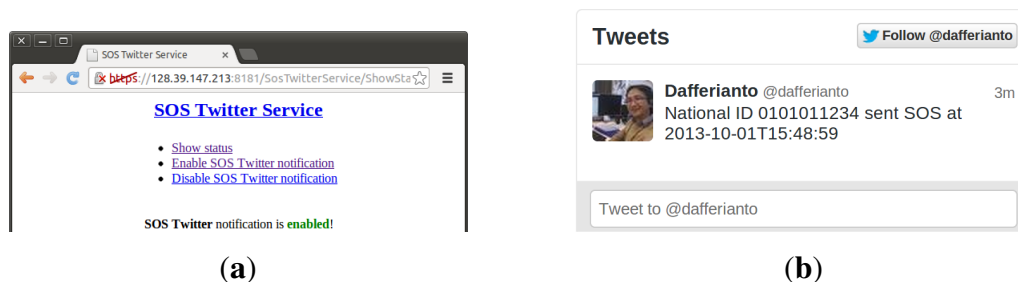 SOS Twitter Service
https://128.39.147.213:8181/SosTwitterService/ShowSta
SOS Twitter Service
• Show status
• Enable SOS Twitter notification
• Disable SOS Twitter notification
SOS Twitter notification is enabled!
(a)
Tweets
Follow @dafferianto
Dafferianto @dafferianto 3m
National ID 0101011234 sent SOS at
2013-10-01T15:48:59
Tweet to @dafferianto
(b)